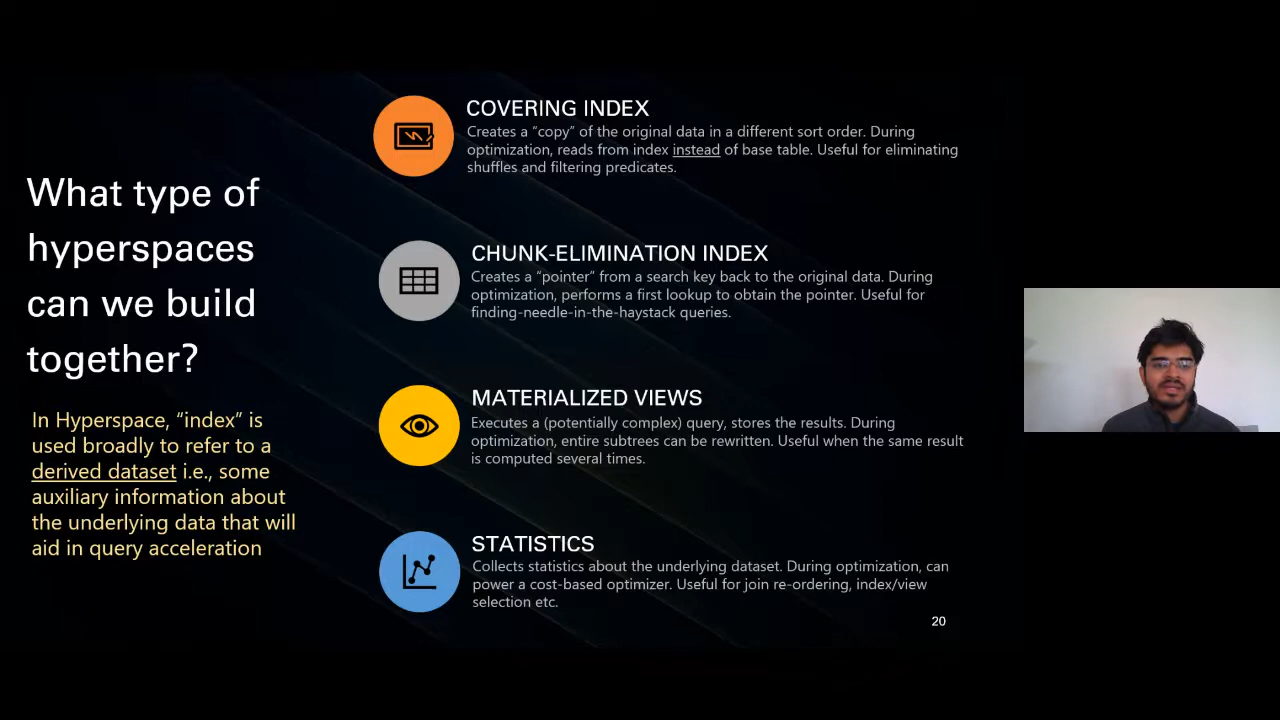 What type of
hyperspaces
can we build
together?
In Hyperspace, “index” is
used broadly to refer to a
derived dataset i.e., some
auxiliary information about
the underlying data that will
aid in query acceleration
COVERING INDEX
Creates a “copy” of the original data in a different sort order. During
optimization, reads from index instead of base table. Useful for eliminating
shuffles and filtering predicates.
CHUNK-ELIMINATION INDEX
Creates a “pointer” from a search key back to the original data. During
optimization, performs a first lookup to obtain the pointer. Useful for
finding-needle-in-the-haystack queries.
MATERIALIZED VIEWS
Executes a (potentially complex) query, stores the results. During
optimization, entire subtrees can be rewritten. Useful when the same result
is computed several times.
STATISTICS
Collects statistics about the underlying dataset. During optimization, can
power a cost-based optimizer. Useful for join re-ordering, index/view
selection etc.
20